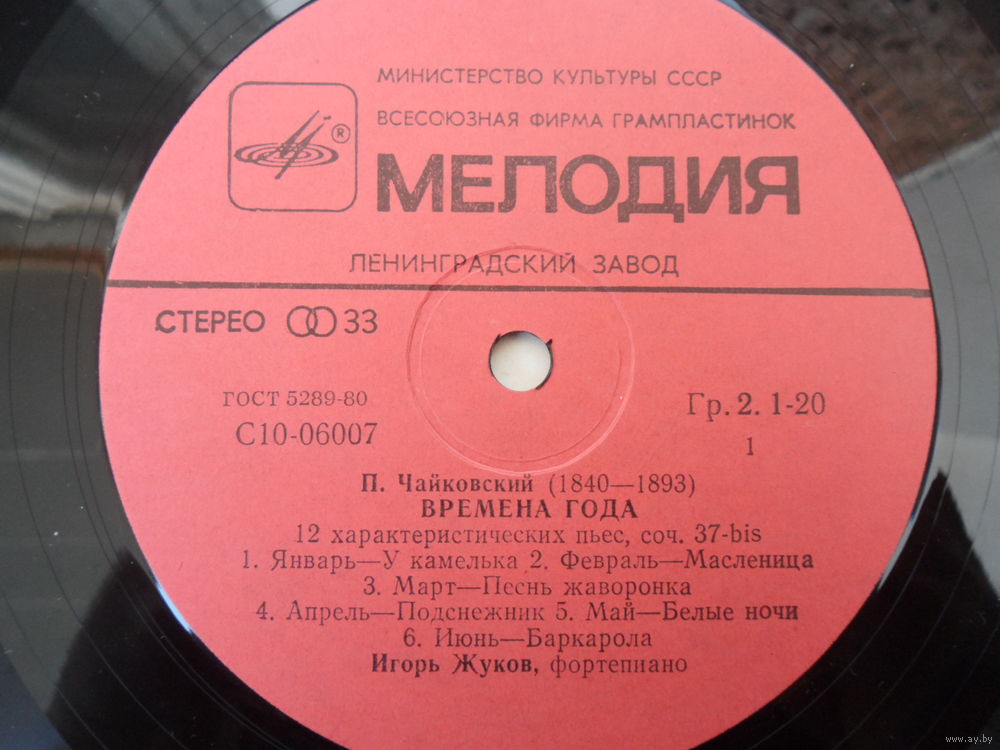 МИНИСТЕРСТВО КУЛЬТУРЫ СССР
ВСЕСОЮЗНАЯ ФИРМА ГРАМПЛАСТИНОК
®
МЕЛОДИЯ
ЛЕНИНГРАДСКИЙ ЗАВОД
СТЕРЕО 33
ГОСТ 5289-80
С10-06007
Гр. 2. 1-20
1
П. Чайковский (1840—1893)
ВРЕМЕНА ГОДА
12 характеристических пьес, соч. 37-bis
1. Январь—У камелька 2. Февраль—Масленица
3. Март—Песнь жаворонка
4. Апрель—Подснежник 5. Май—Белые ночи
6. Июнь—Баркарола
Игорь Жуков, фортепиано
www.ay.by